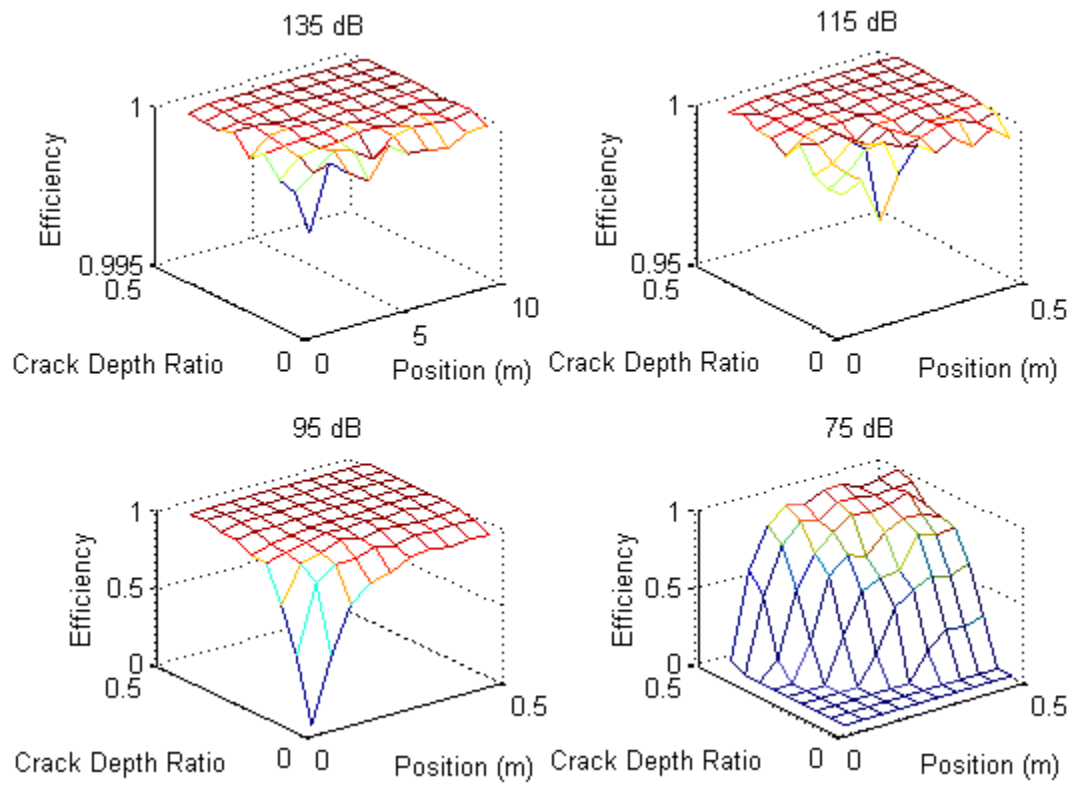 135 dB
Efficiency
1
0.995
0.5
0
0
5
10
Crack Depth Ratio
Position (m)
115 dB
Efficiency
1
0.95
0.5
0
0
0.5
Crack Depth Ratio
Position (m)
95 dB
Efficiency
1
0.5
0
0.5
0
0
0.5
Crack Depth Ratio
Position (m)
75 dB
Efficiency
1
0.5
0
0.5
0
0
0.5
Crack Depth Ratio
Position (m)